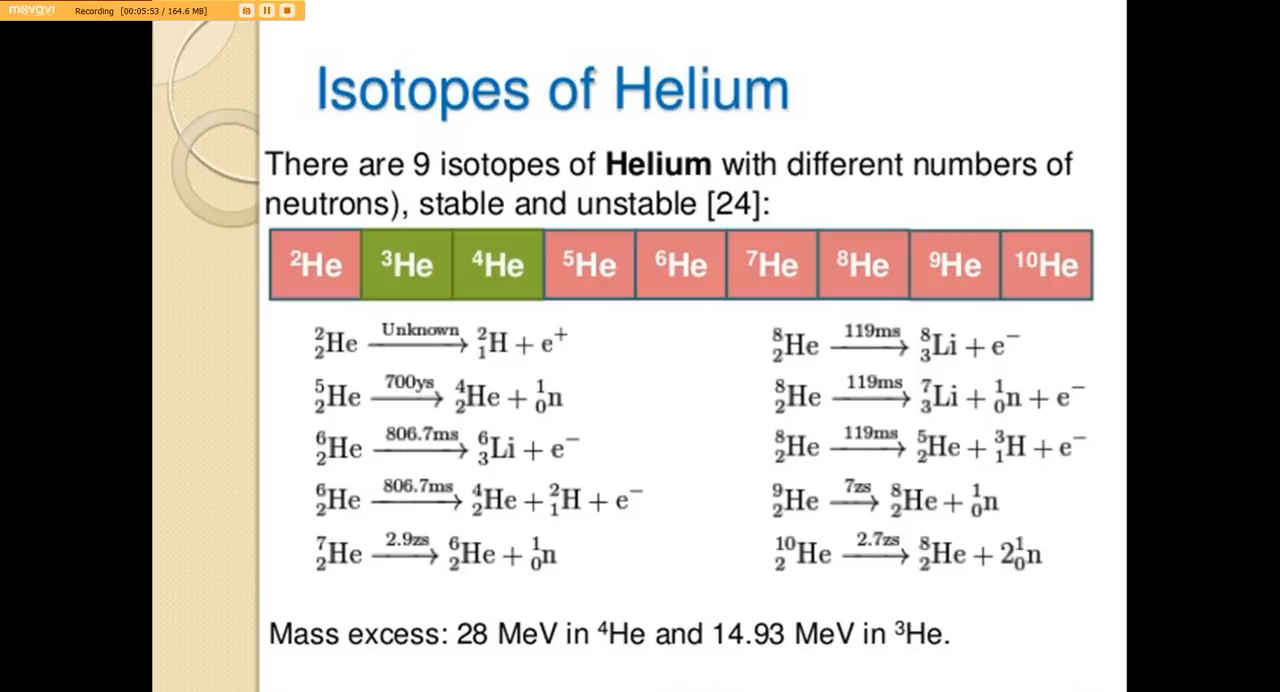 movavi Recording [00:05:53 / 164.6 MB]
Isotopes of Helium
There are 9 isotopes of Helium with different numbers of
neutrons), stable and unstable [24]:
²He ³He ⁴He ⁵He ⁶He ⁷He ⁸He ⁹He ¹⁰He
²₂He —Unknown→ ²₁H + e⁺
⁵₂He —700ys→ ⁴₂He + ¹₀n
⁶₂He —806.7ms→ ⁶₃Li + e⁻
⁶₂He —806.7ms→ ⁴₂He + ²₁H + e⁻
⁷₂He —2.9zs→ ⁶₂He + ¹₀n
⁸₂He —119ms→ ⁸₃Li + e⁻
⁸₂He —119ms→ ⁷₃Li + ¹₀n + e⁻
⁸₂He —119ms→ ⁵₂He + ³₁H + e⁻
⁹₂He —7zs→ ⁸₂He + ¹₀n
¹⁰₂He —2.7zs→ ⁸₂He + 2¹₀n
Mass excess: 28 MeV in ⁴He and 14.93 MeV in ³He.